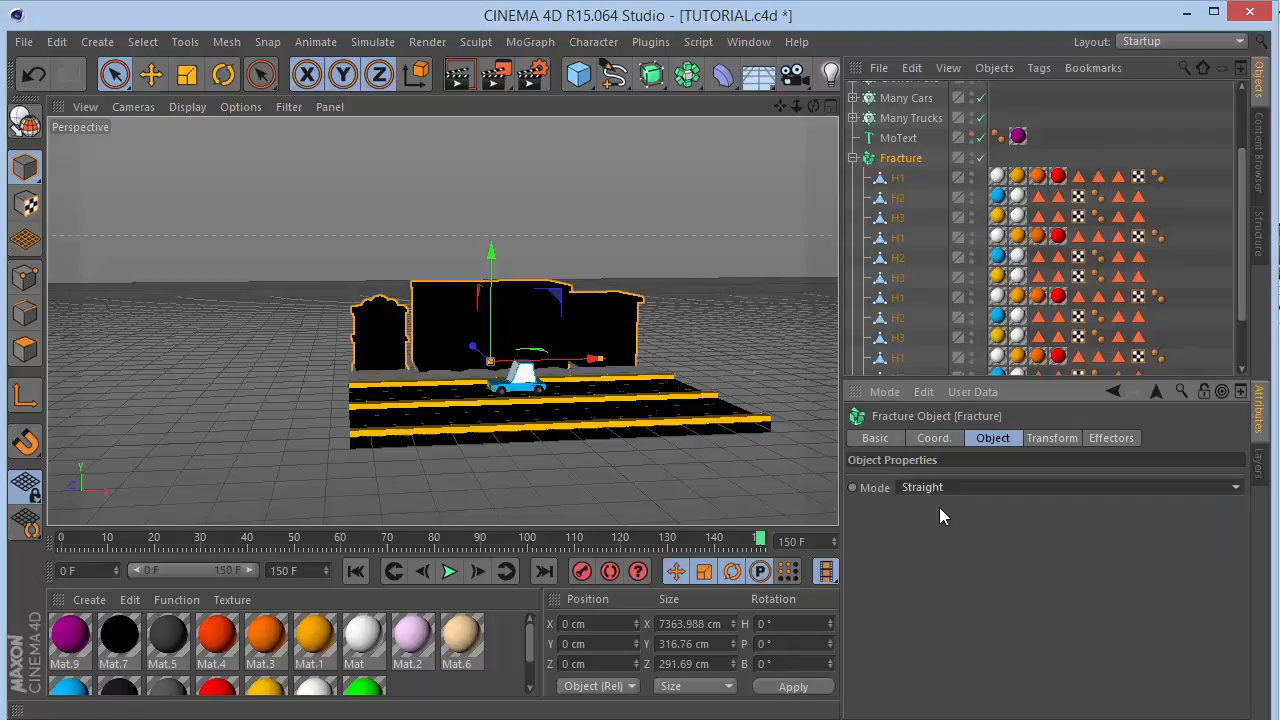 CINEMA 4D R15.064 Studio - [TUTORIAL.c4d *]
File Edit Create Select Tools Mesh Snap Animate Simulate Render Sculpt MoGraph Character Plugins Script Window Help Layout: Startup
File Edit View Objects Tags Bookmarks
View Cameras Display Options Filter Panel
Perspective
Many Cars
Many Trucks
MoText
Fracture
H1
H2
H3
H1
H2
H3
H1
H2
H3
H1
Objects
Content Browser
Structure
Mode Edit User Data
Fracture Object [Fracture]
Basic Coord. Object Transform Effectors
Object Properties
Mode Straight
Attributes
Layers
X Y Z
Y
X
0 10 20 30 40 50 60 70 80 90 100 110 120 130 140 150 F
0 F 0 F 150 F 150 F
Create Edit Function Texture
Mat.9 Mat.7 Mat.5 Mat.4 Mat.3 Mat.1 Mat Mat.2 Mat.6
Position Size Rotation
X 0 cm X 7363.988 cm H 0 °
Y 0 cm Y 316.76 cm P 0 °
Z 0 cm Z 291.69 cm B 0 °
Object (Rel) Size Apply
MAXON
CINEMA 4D